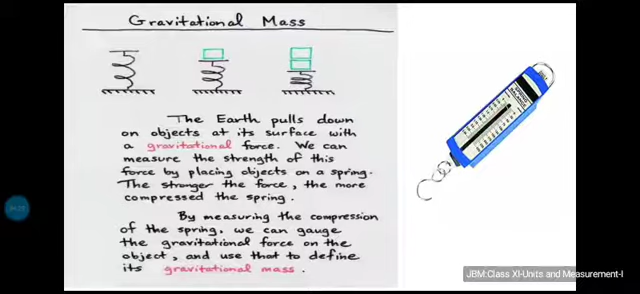 Gravitational Mass
The Earth pulls down
on objects at its surface with
a gravitational force. We can
measure the strength of this
force by placing objects on a spring.
The stronger the force, the more
compressed the spring.
By measuring the compression
of the spring, we can gauge
the gravitational force on the
object, and use that to define
its gravitational mass.
JBM:Class XI-Units and Measurement-I